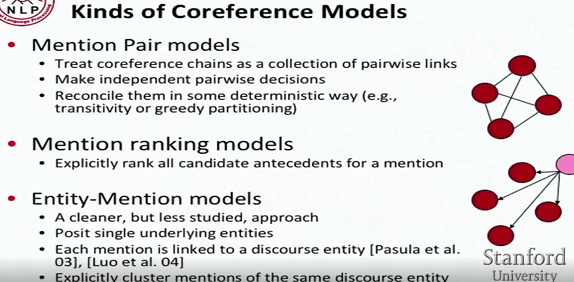 NLP
Kinds of Coreference Models
• Mention Pair models
• Treat coreference chains as a collection of pairwise links
• Make independent pairwise decisions
• Reconcile them in some deterministic way (e.g.,
transitivity or greedy partitioning)
• Mention ranking models
• Explicitly rank all candidate antecedents for a mention
• Entity-Mention models
• A cleaner, but less studied, approach
• Posit single underlying entities
• Each mention is linked to a discourse entity [Pasula et al.
03], [Luo et al. 04]
• Explicitly cluster mentions of the same discourse entity
Stanford
University